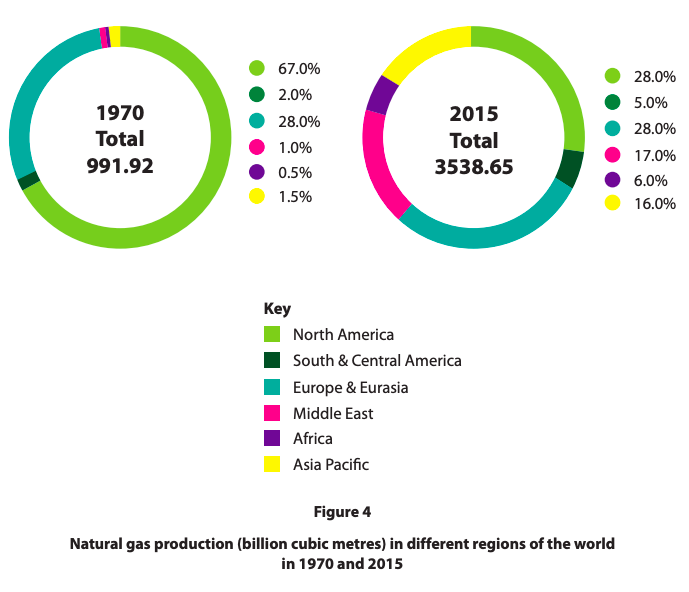 1970
Total
991.92
67.0%
2.0%
28.0%
1.0%
0.5%
1.5%
2015
Total
3538.65
28.0%
5.0%
28.0%
17.0%
6.0%
16.0%
Key
North America
South & Central America
Europe & Eurasia
Middle East
Africa
Asia Pacific
Figure 4
Natural gas production (billion cubic metres) in different regions of the world
in 1970 and 2015